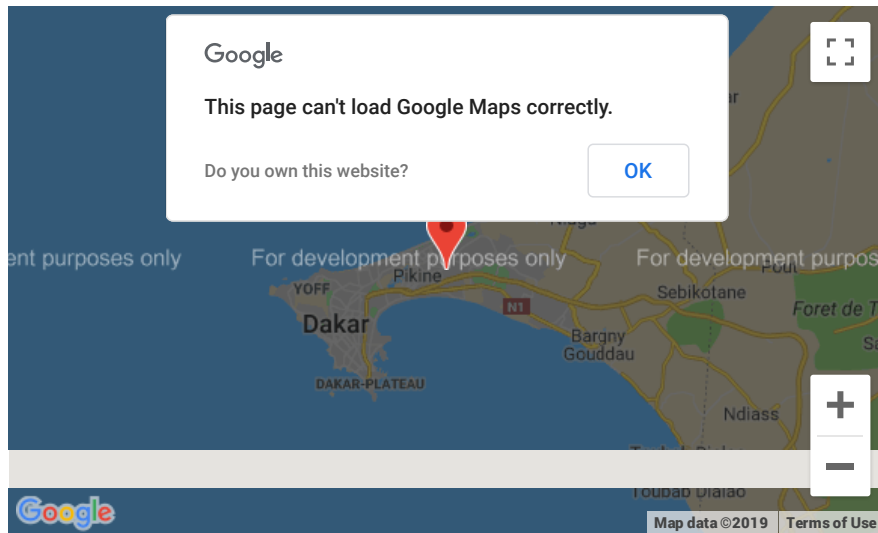 Google
This page can't load Google Maps correctly.
Do you own this website?
OK
ent purposes only
For development purposes only
For development purpos
Pout
Pikine
YOFF
Sebikotane
N1
Foret de T
Dakar
Bargny
Gouddau
DAKAR-PLATEAU
Ndiass
Toubab Dialao
Google
Map data ©2019
Terms of Use